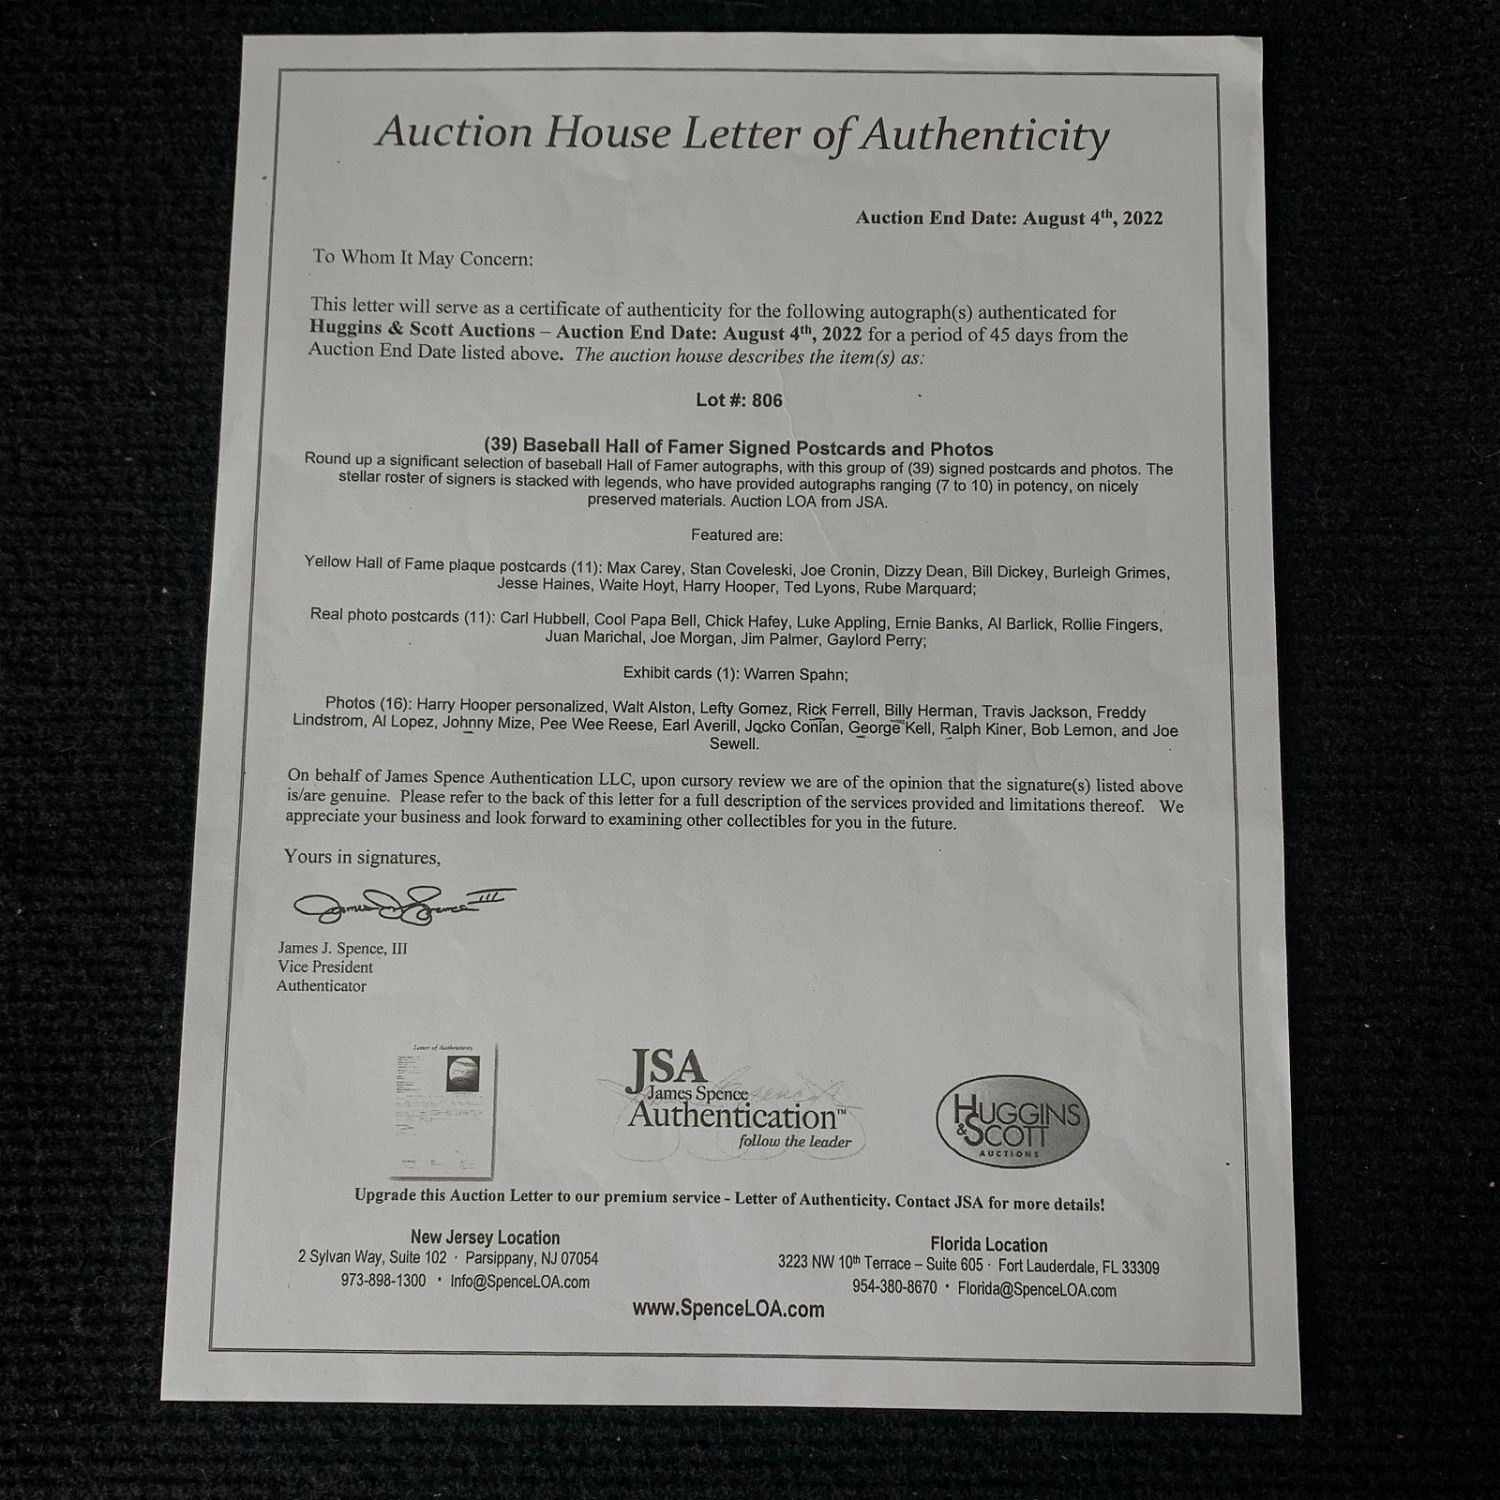 Auction House Letter of Authenticity
Auction End Date: August 4th, 2022
To Whom It May Concern:
This letter will serve as a certificate of authenticity for the following autograph(s) authenticated for
Huggins & Scott Auctions – Auction End Date: August 4th, 2022 for a period of 45 days from the
Auction End Date listed above. The auction house describes the item(s) as:
Lot #: 806
(39) Baseball Hall of Famer Signed Postcards and Photos
Round up a significant selection of baseball Hall of Famer autographs, with this group of (39) signed postcards and photos. The
stellar roster of signers is stacked with legends, who have provided autographs ranging (7 to 10) in potency, on nicely
preserved materials. Auction LOA from JSA.
Featured are:
Yellow Hall of Fame plaque postcards (11): Max Carey, Stan Coveleski, Joe Cronin, Dizzy Dean, Bill Dickey, Burleigh Grimes,
Jesse Haines, Waite Hoyt, Harry Hooper, Ted Lyons, Rube Marquard;
Real photo postcards (11): Carl Hubbell, Cool Papa Bell, Chick Hafey, Luke Appling, Ernie Banks, Al Barlick, Rollie Fingers,
Juan Marichal, Joe Morgan, Jim Palmer, Gaylord Perry;
Exhibit cards (1): Warren Spahn;
Photos (16): Harry Hooper personalized, Walt Alston, Lefty Gomez, Rick Ferrell, Billy Herman, Travis Jackson, Freddy
Lindstrom, Al Lopez, Johnny Mize, Pee Wee Reese, Earl Averill, Jocko Conlan, George Kell, Ralph Kiner, Bob Lemon, and Joe
Sewell.
On behalf of James Spence Authentication LLC, upon cursory review we are of the opinion that the signature(s) listed above
is/are genuine. Please refer to the back of this letter for a full description of the services provided and limitations thereof. We
appreciate your business and look forward to examining other collectibles for you in the future.
Yours in signatures,
James J. Spence III
James J. Spence, III
Vice President
Authenticator
Letter of Authenticity
JSA
James Spence
Authentication™
follow the leader
HUGGINS
& SCOTT
AUCTIONS
Upgrade this Auction Letter to our premium service - Letter of Authenticity. Contact JSA for more details!
New Jersey Location
2 Sylvan Way, Suite 102 · Parsippany, NJ 07054
973-898-1300 · Info@SpenceLOA.com
Florida Location
3223 NW 10th Terrace – Suite 605 · Fort Lauderdale, FL 33309
954-380-8670 · Florida@SpenceLOA.com
www.SpenceLOA.com